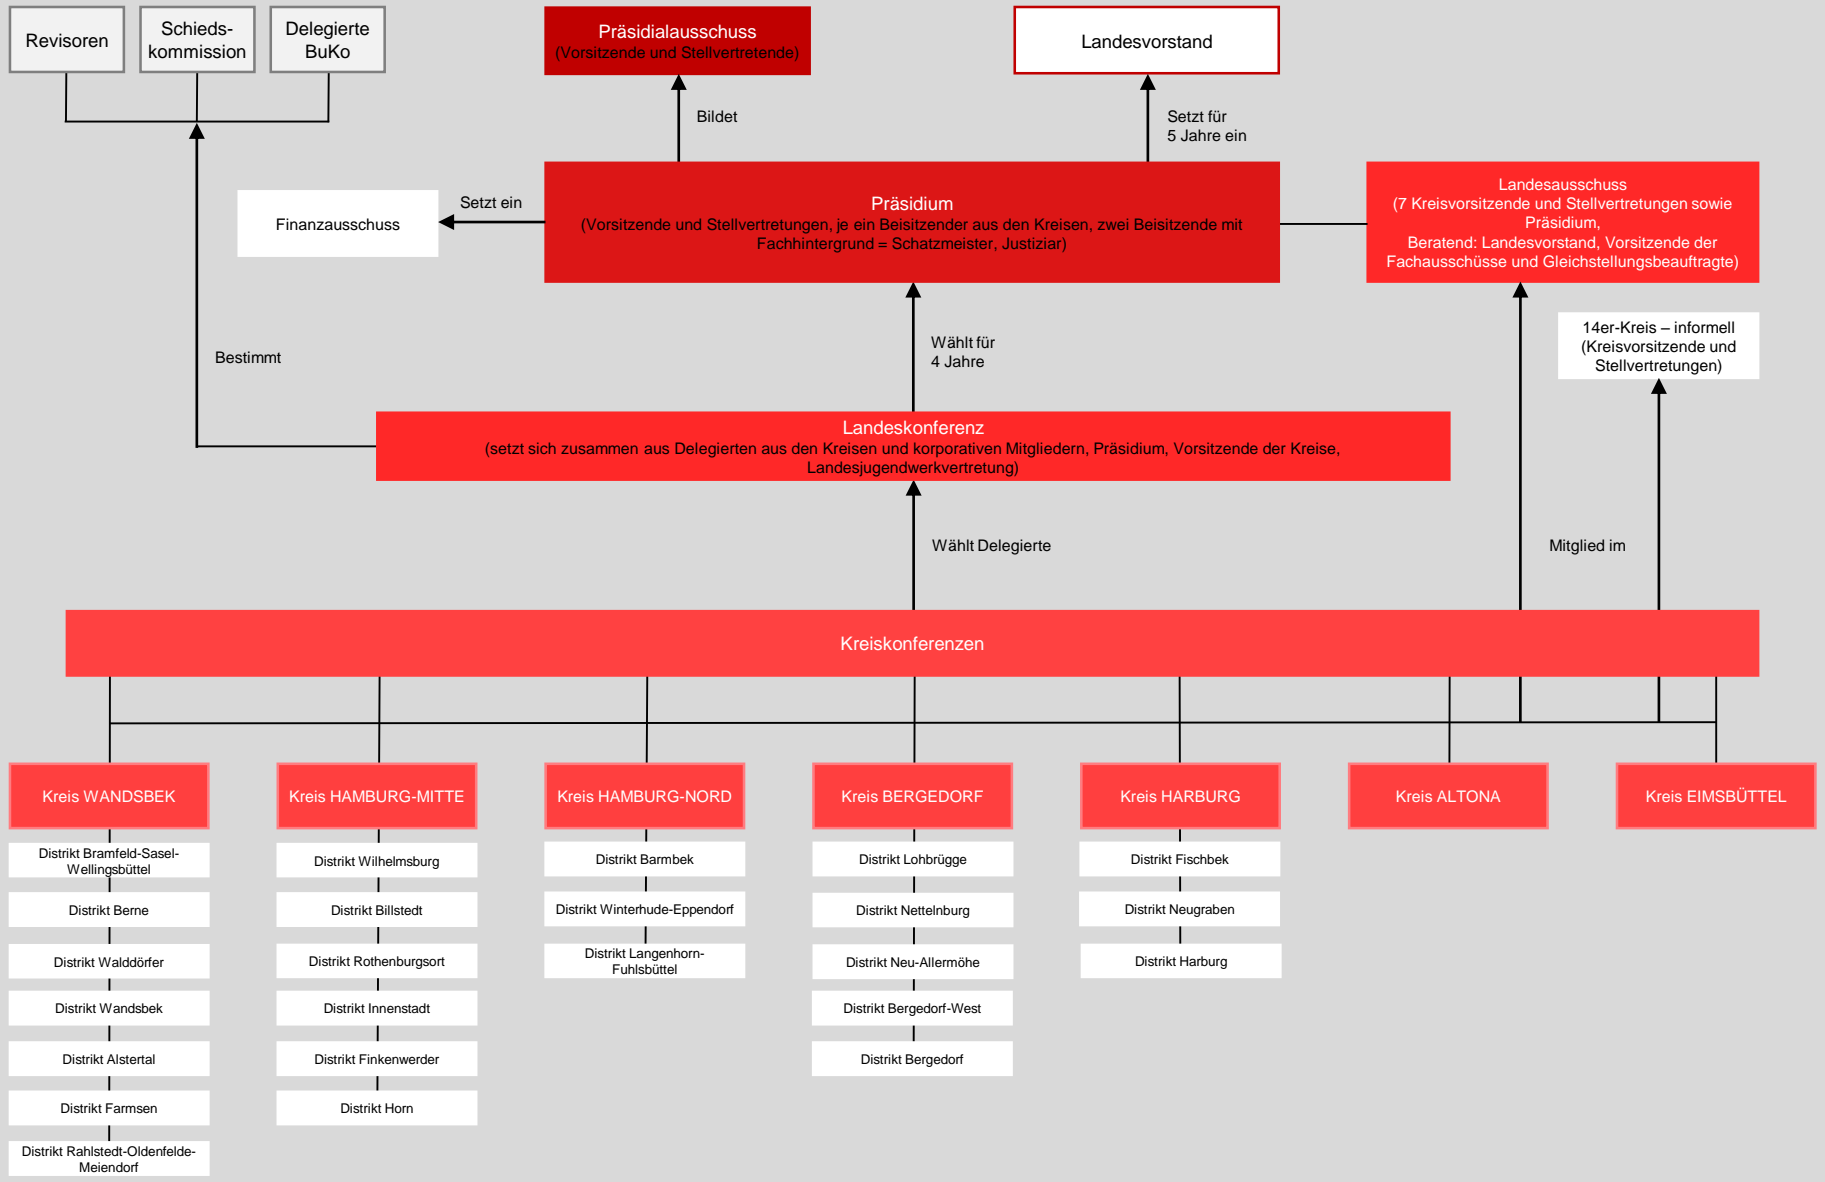 Revisoren
Schieds-
kommission
Delegierte
BuKo
Präsidialausschuss
(Vorsitzende und Stellvertretende)
Landesvorstand
Bildet
Setzt für
5 Jahre ein
Finanzausschuss
Setzt ein
Präsidium
(Vorsitzende und Stellvertretungen, je ein Beisitzender aus den Kreisen, zwei Beisitzende mit
Fachhintergrund = Schatzmeister, Justiziar)
Landesausschuss
(7 Kreisvorsitzende und Stellvertretungen sowie
Präsidium,
Beratend: Landesvorstand, Vorsitzende der
Fachausschüsse und Gleichstellungsbeauftragte)
Bestimmt
Wählt für
4 Jahre
14er-Kreis – informell
(Kreisvorsitzende und
Stellvertretungen)
Landeskonferenz
(setzt sich zusammen aus Delegierten aus den Kreisen und korporativen Mitgliedern, Präsidium, Vorsitzende der Kreise,
Landesjugendwerkvertretung)
Wählt Delegierte
Mitglied im
Kreiskonferenzen
Kreis WANDSBEK
Distrikt Bramfeld-Sasel-
Wellingsbüttel
Distrikt Berne
Distrikt Walddörfer
Distrikt Wandsbek
Distrikt Alstertal
Distrikt Farmsen
Distrikt Rahlstedt-Oldenfelde-
Meiendorf
Kreis HAMBURG-MITTE
Distrikt Wilhelmsburg
Distrikt Billstedt
Distrikt Rothenburgsort
Distrikt Innenstadt
Distrikt Finkenwerder
Distrikt Horn
Kreis HAMBURG-NORD
Distrikt Barmbek
Distrikt Winterhude-Eppendorf
Distrikt Langenhorn-
Fuhlsbüttel
Kreis BERGEDORF
Distrikt Lohbrügge
Distrikt Nettelnburg
Distrikt Neu-Allermöhe
Distrikt Bergedorf-West
Distrikt Bergedorf
Kreis HARBURG
Distrikt Fischbek
Distrikt Neugraben
Distrikt Harburg
Kreis ALTONA
Kreis EIMSBÜTTEL